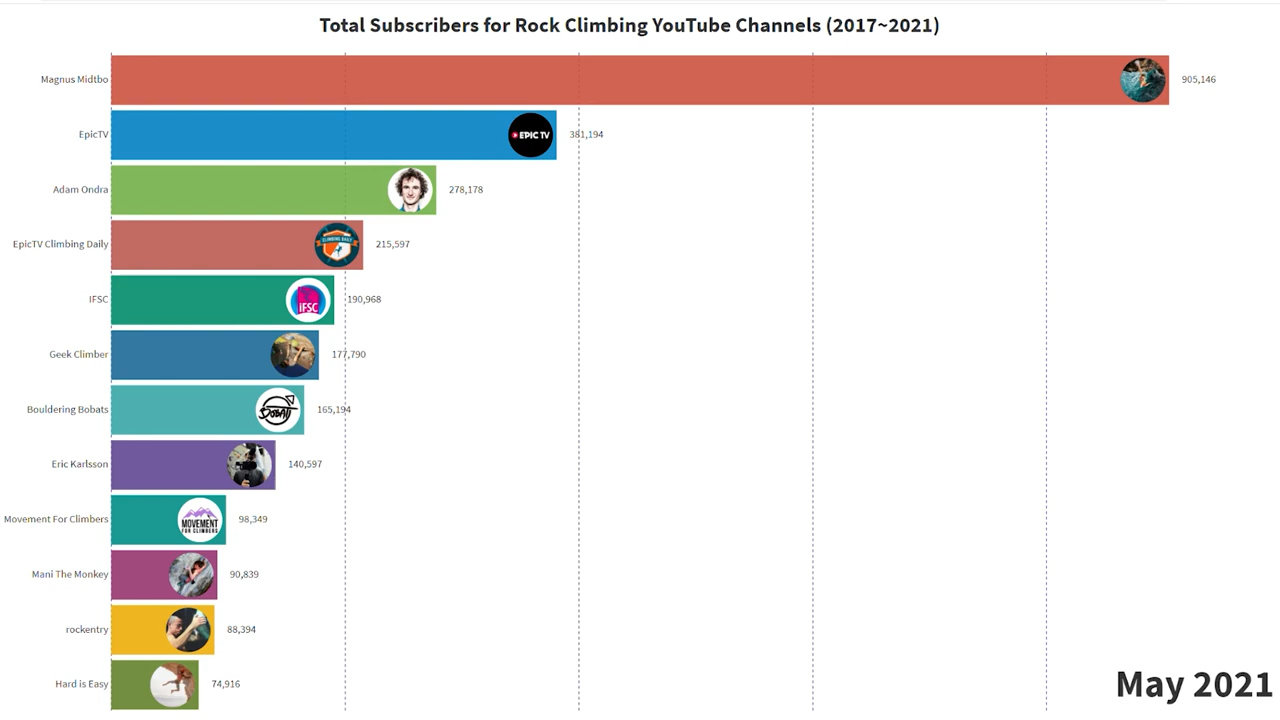 Total Subscribers for Rock Climbing YouTube Channels (2017~2021)
Magnus Midtbo 905,146
EpicTV EPIC TV 381,194
Adam Ondra 278,178
EpicTV Climbing Daily CLIMBING DAILY 215,597
IFSC IFSC 190,968
Geek Climber 177,790
Bouldering Bobats BOBAT 165,194
Eric Karlsson 140,597
Movement For Climbers MOVEMENT FOR CLIMBERS 98,349
Mani The Monkey 90,839
rockentry 88,394
Hard is Easy 74,916
May 2021